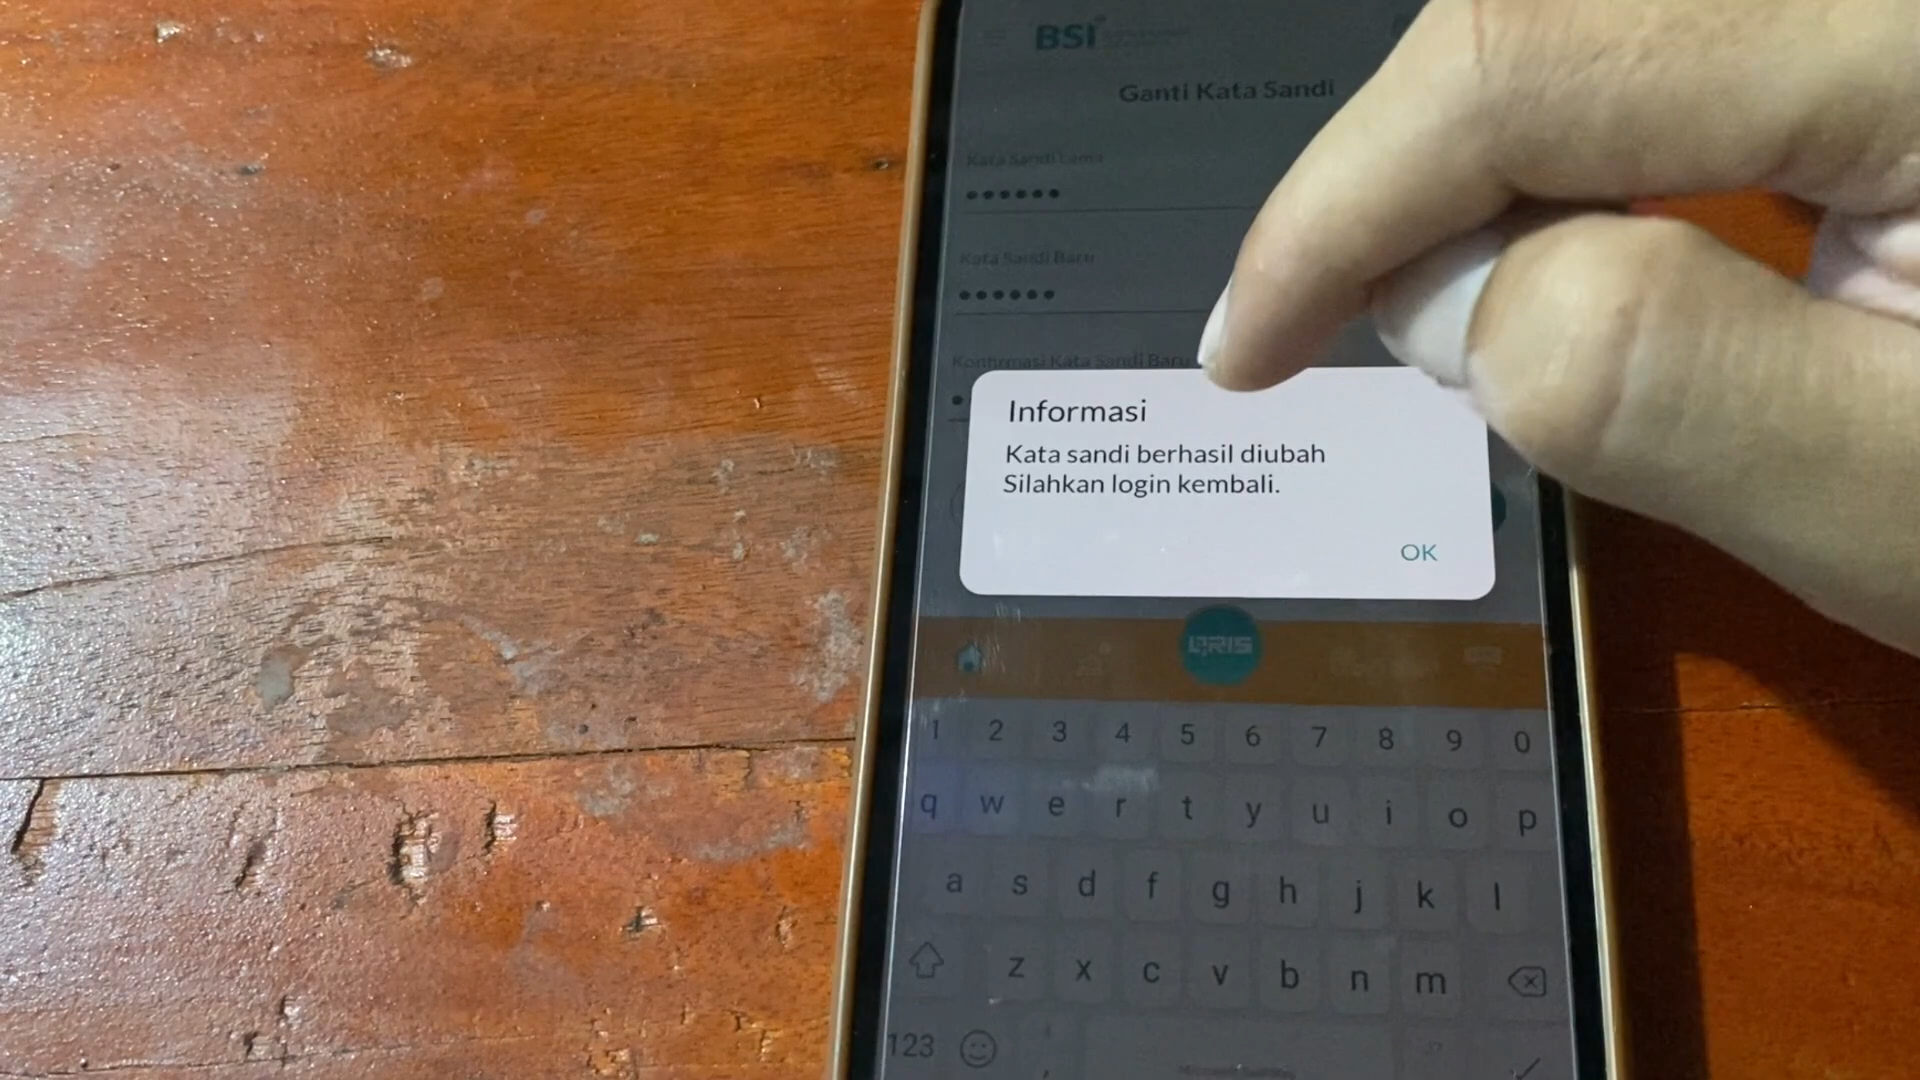 BSI
Ganti Kata Sandi
Kata Sandi Lama
Kata Sandi Baru
Konfirmasi Kata Sandi Baru
Informasi
Kata sandi berhasil diubah
Silahkan login kembali.
OK
QRIS
1 2 3 4 5 6 7 8 9 0
q w e r t y u i o p
a s d f g h j k l
z x c v b n m
123 ,